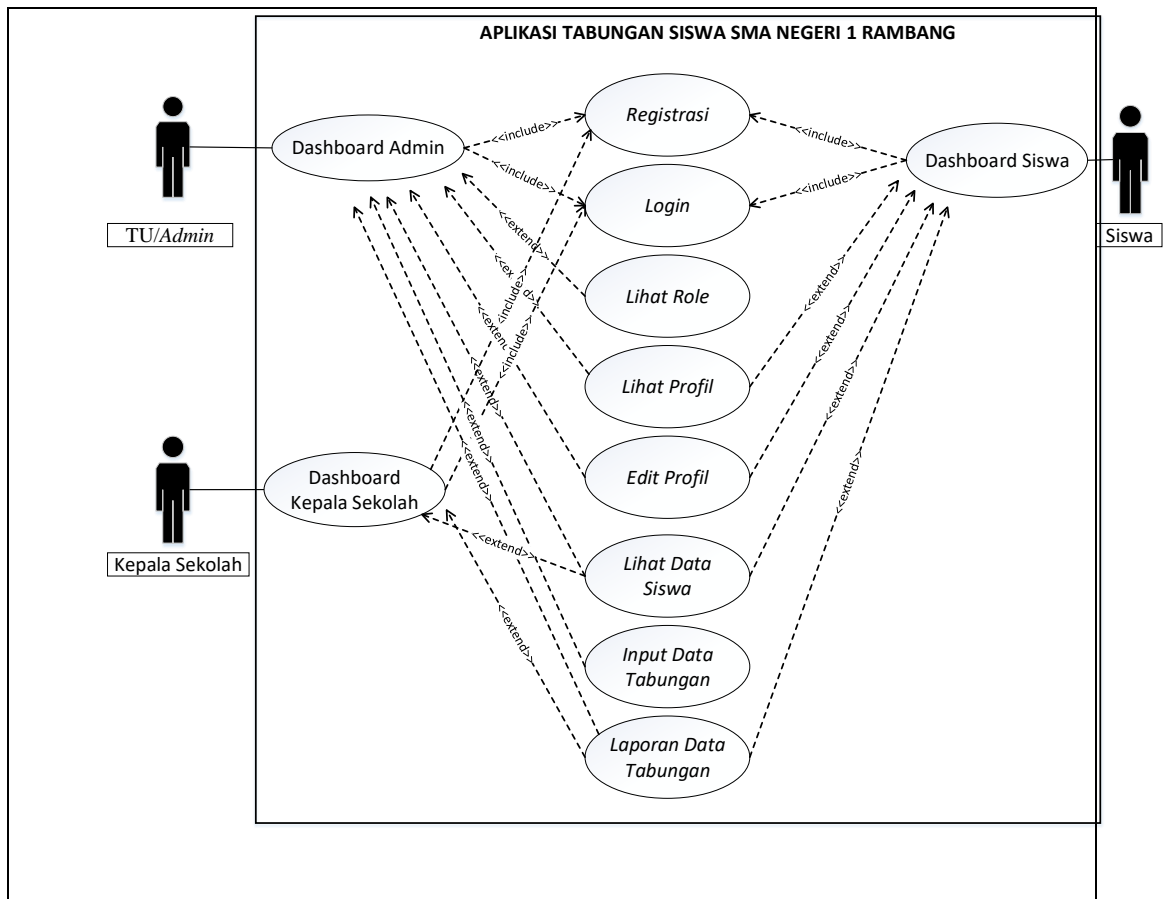 APLIKASI TABUNGAN SISWA SMA NEGERI 1 RAMBANG
Registrasi
Dashboard Admin
<<include>>
<<include>>
Dashboard Siswa
<<include>>
<<include>>
Login
TU/Admin
Siswa
<<extend>>
Lihat Role
<<include>>
<<extend>>
<<extend>>
<<include>>
<<extend>>
Lihat Profil
<<extend>>
<<extend>>
<<extend>>
<<extend>>
Dashboard
Kepala Sekolah
Edit Profil
<<extend>>
<<extend>>
Kepala Sekolah
<<extend>>
Lihat Data
Siswa
<<extend>>
Input Data
Tabungan
Laporan Data
Tabungan